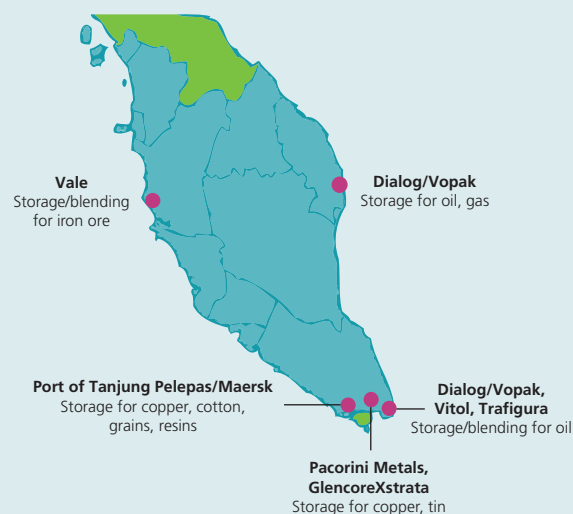 Vale
Storage/blending
for iron ore
Dialog/Vopak
Storage for oil, gas
Port of Tanjung Pelepas/Maersk
Storage for copper, cotton,
grains, resins
Dialog/Vopak,
Vitol, Trafigura
Storage/blending for oil
Pacorini Metals,
GlencoreXstrata
Storage for copper, tin